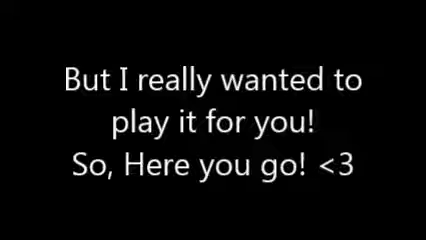 But I really wanted to
play it for you!
So, Here you go! <3